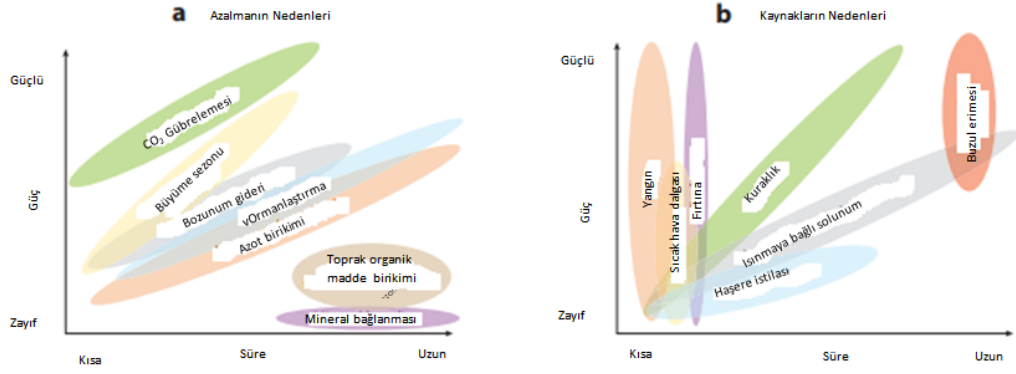 a Azalmanın Nedenleri
Güçlü
Güç
Zayıf
Kısa
Süre
Uzun
CO₂ Gübrelemesi
Büyüme sezonu
Bozunum gideri
vOrmanlaştırma
Azot birikimi
Toprak organik
madde birikimi
Mineral bağlanması
b Kaynakların Nedenleri
Güçlü
Güç
Zayıf
Kısa
Süre
Uzun
Yangın
Sıcak hava dalgası
Fırtına
Kuraklık
Isınmaya bağlı solunum
Haşere istilası
Buzul erimesi